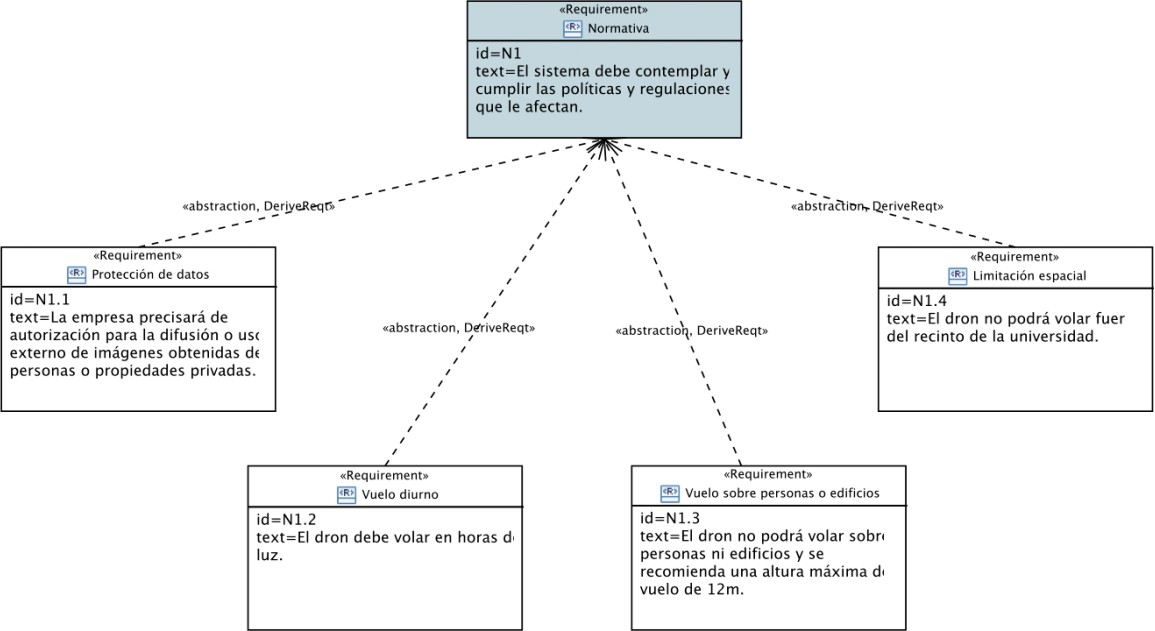 «Requirement»
<R> Normativa
id=N1
text=El sistema debe contemplar y
cumplir las políticas y regulaciones
que le afectan.
«abstraction, DeriveReqt»
«abstraction, DeriveReqt»
«Requirement»
<R> Protección de datos
id=N1.1
text=La empresa precisará de
autorización para la difusión o uso
externo de imágenes obtenidas de
personas o propiedades privadas.
«Requirement»
<R> Limitación espacial
id=N1.4
text=El dron no podrá volar fuer
del recinto de la universidad.
«abstraction, DeriveReqt»
«abstraction, DeriveReqt»
«Requirement»
<R> Vuelo diurno
id=N1.2
text=El dron debe volar en horas de
luz.
«Requirement»
<R> Vuelo sobre personas o edificios
id=N1.3
text=El dron no podrá volar sobre
personas ni edificios y se
recomienda una altura máxima de
vuelo de 12m.